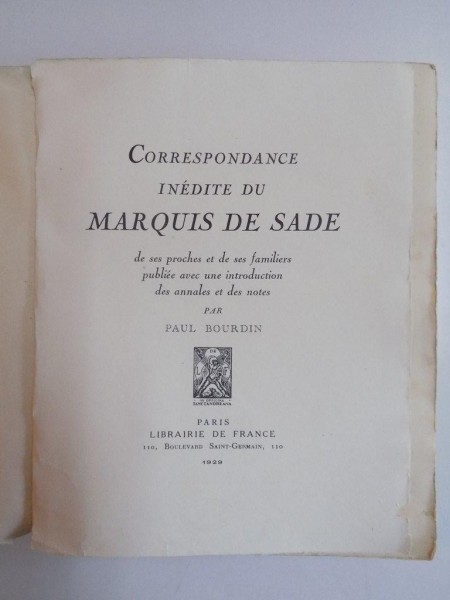 CORRESPONDANCE
INÉDITE DU
MARQUIS DE SADE
de ses proches et de ses familiers
publiée avec une introduction
des annales et des notes
PAR
PAUL BOURDIN
PARIS
LIBRAIRIE DE FRANCE
110, BOULEVARD SAINT-GERMAIN, 110
1929